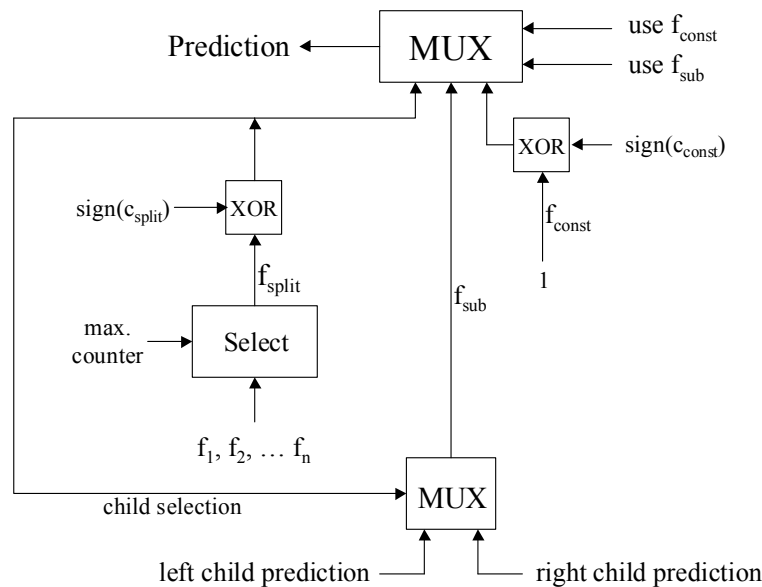 Prediction
MUX
use f_const
use f_sub
XOR
sign(c_const)
sign(c_split)
XOR
f_const
f_split
1
f_sub
max.
counter
Select
f_1, f_2, … f_n
MUX
child selection
left child prediction
right child prediction